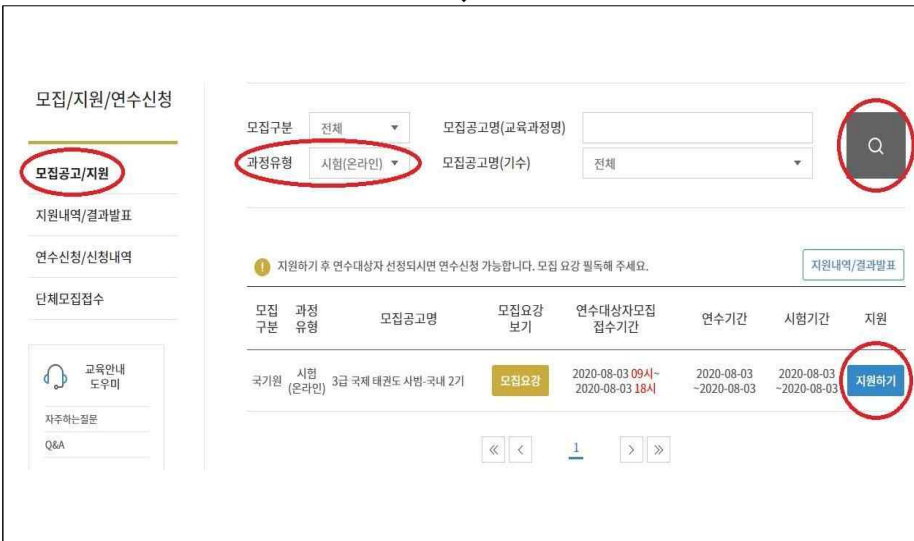 모집/지원/연수신청
모집공고/지원
지원내역/결과발표
연수신청/신청내역
단체모집접수
교육안내
도우미
자주하는질문
Q&A
모집구분 전체 모집공고명(교육과정명)
과정유형 시험(온라인) 모집공고명(기수) 전체
지원하기 후 연수대상자 선정되시면 연수신청 가능합니다. 모집 요강 필독해 주세요. 지원내역/결과발표
모집 과정 모집공고명 모집요강 연수대상자모집 연수기간 시험기간 지원
구분 유형 보기 접수기간
국기원 시험 3급 국제 태권도 사범-국내 2기 모집요강 2020-08-03 09시~ 2020-08-03 2020-08-03 지원하기
(온라인) 2020-08-03 18시 ~2020-08-03 ~2020-08-03
1